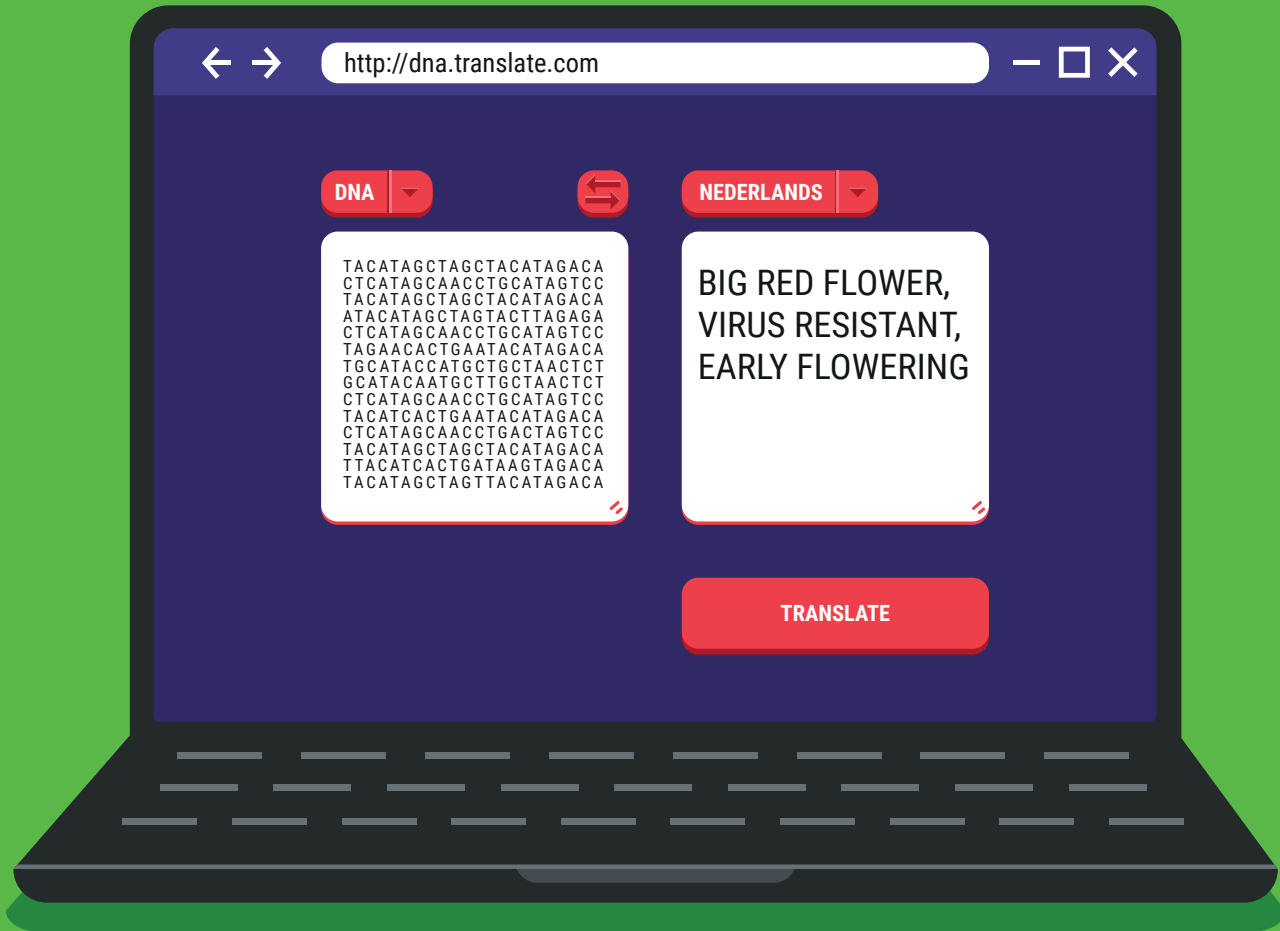 http://dna.translate.com
DNA
NEDERLANDS
TACATAGCTAGCTACATAGACA
CTCATAGCAACCTGCATAGTCC
TACATAGCTAGCTACATAGACA
ATACATAGCTAGTACTTAGAGA
CTCATAGCAACCTGCATAGTCC
TAGAACACTGAATACATAGACA
TGCATACCATGCTGCTAACTCT
GCATACAATGCTTGCTAACTCT
CTCATAGCAACCTGCATAGTCC
TACATCACTGAATACATAGACA
CTCATAGCAACCTGACTAGTCC
TACATAGCTAGCTACATAGACA
TTACATCACTGATAAGTAGACA
TACATAGCTAGTTACATAGACA
BIG RED FLOWER,
VIRUS RESISTANT,
EARLY FLOWERING
TRANSLATE